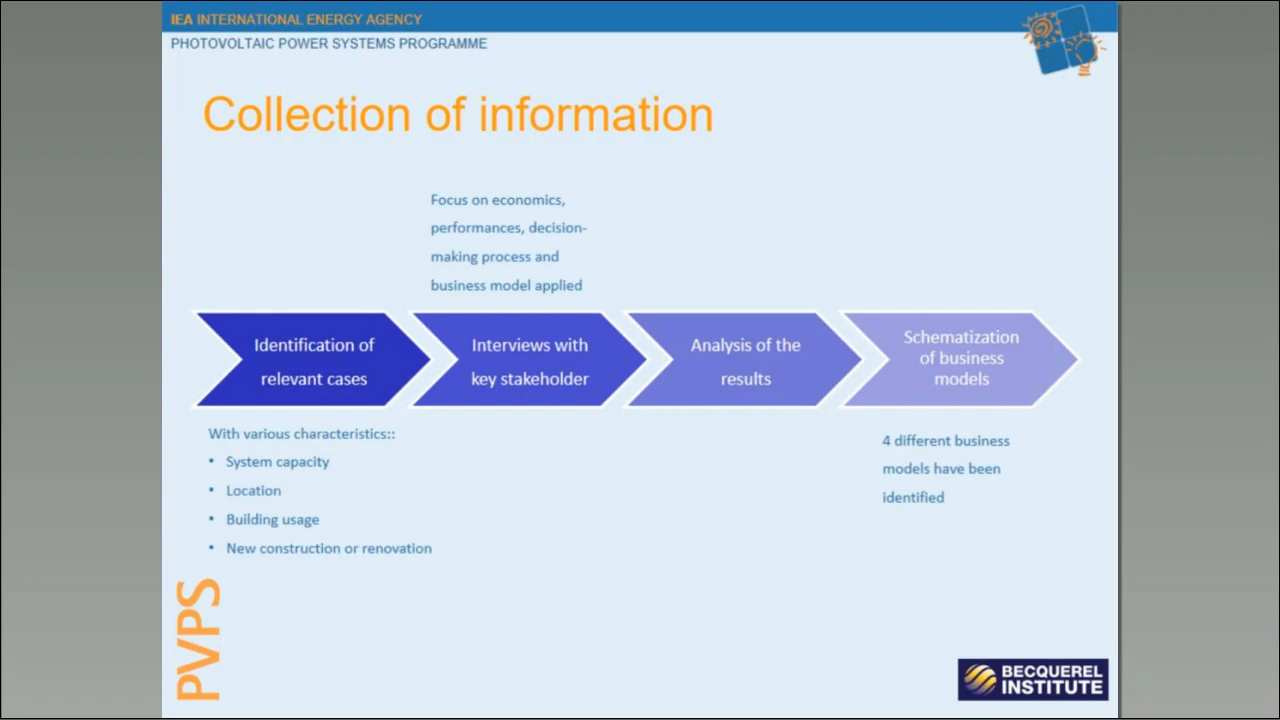 IEA INTERNATIONAL ENERGY AGENCY
PHOTOVOLTAIC POWER SYSTEMS PROGRAMME
Collection of information
Focus on economics,
performances, decision-
making process and
business model applied
Identification of
relevant cases
Interviews with
key stakeholder
Analysis of the
results
Schematization
of business
models
With various characteristics::
• System capacity
• Location
• Building usage
• New construction or renovation
4 different business
models have been
identified
PVPS
BECQUEREL
INSTITUTE